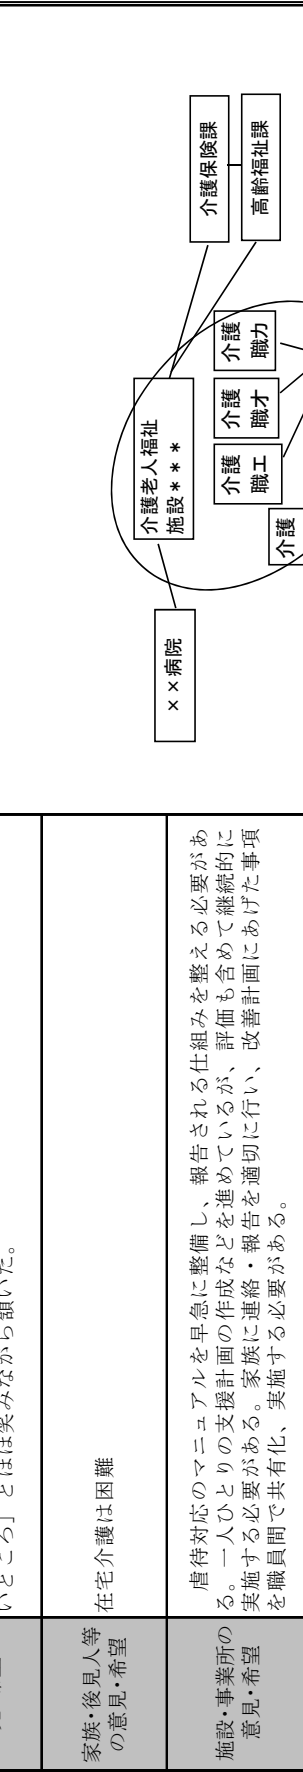 いところ」とほほ笑みながら頷いた。
家族・後見人等
の意見・希望
在宅介護は困難
施設・事業所の
意見・希望
虐待対応のマニュアルを早急に整備し、報告される仕組みを整える必要があ
る。一人ひとりの支援計画の作成などを進めているが、評価も含めて継続的に
実施する必要がある。家族に連絡・報告を適切に行い、改善計画にあげた事項
を職員間で共有化、実施する必要がある。
××病院
介護老人福祉
施設＊＊＊
介護保険課
高齢福祉課
介護
職エ
介護
職オ
介護
職カ
介護